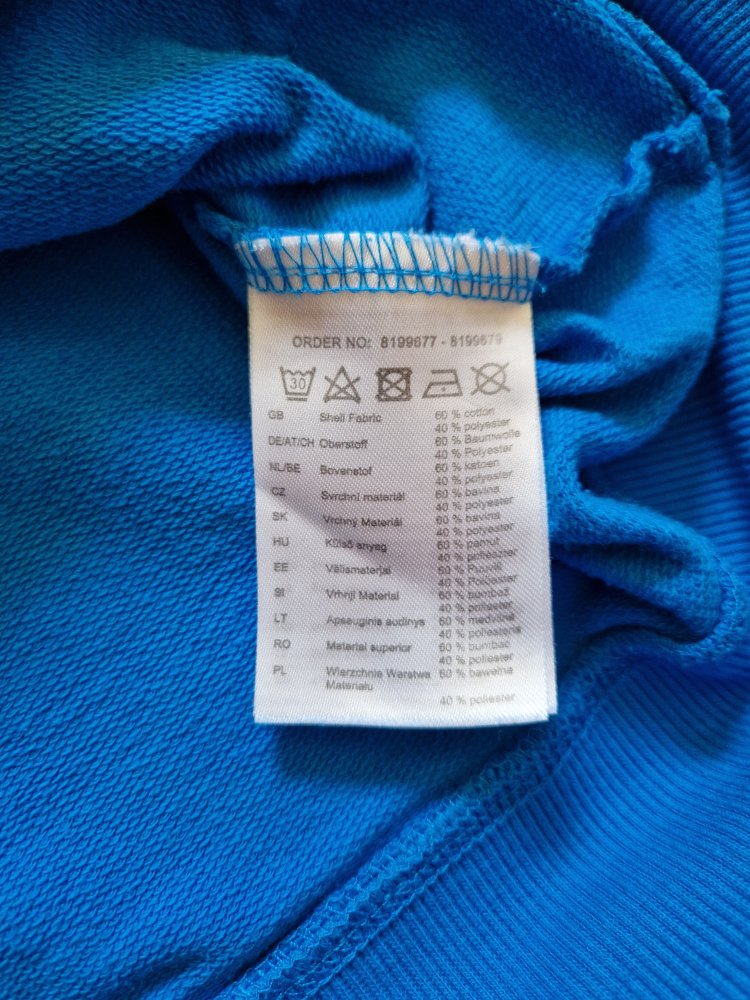 ORDER NO: 8199677 - 8199679
30
GB Shell Fabric 60 % cotton
40 % polyester
DE/AT/CH Oberstoff 60 % Baumwolle
40 % Polyester
NL/BE Bovenstof 60 % katoen
40 % polyester
CZ Svrchní materiál 60 % bavlna
40 % polyester
SK Vrchný Materiál 60 % bavlna
40 % polyester
HU Külső anyag 60 % pamut
40 % poliészter
EE Välismaterjal 60 % Puuvill
40 % Polüester
SI Vrhnji Material 60 % bombaž
40 % poliester
LT Apsauginis audinys 60 % medvilnė
40 % poliesteris
RO Material superior 60 % bumbac
40 % poliester
PL Wierzchnia Warstwa 60 % bawełna
Materiału
40 % poliester